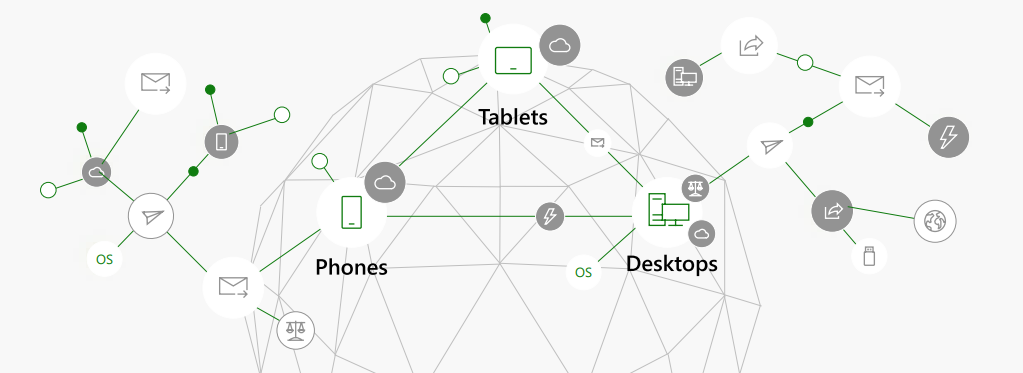 Tablets
OS
Phones
OS
Desktops